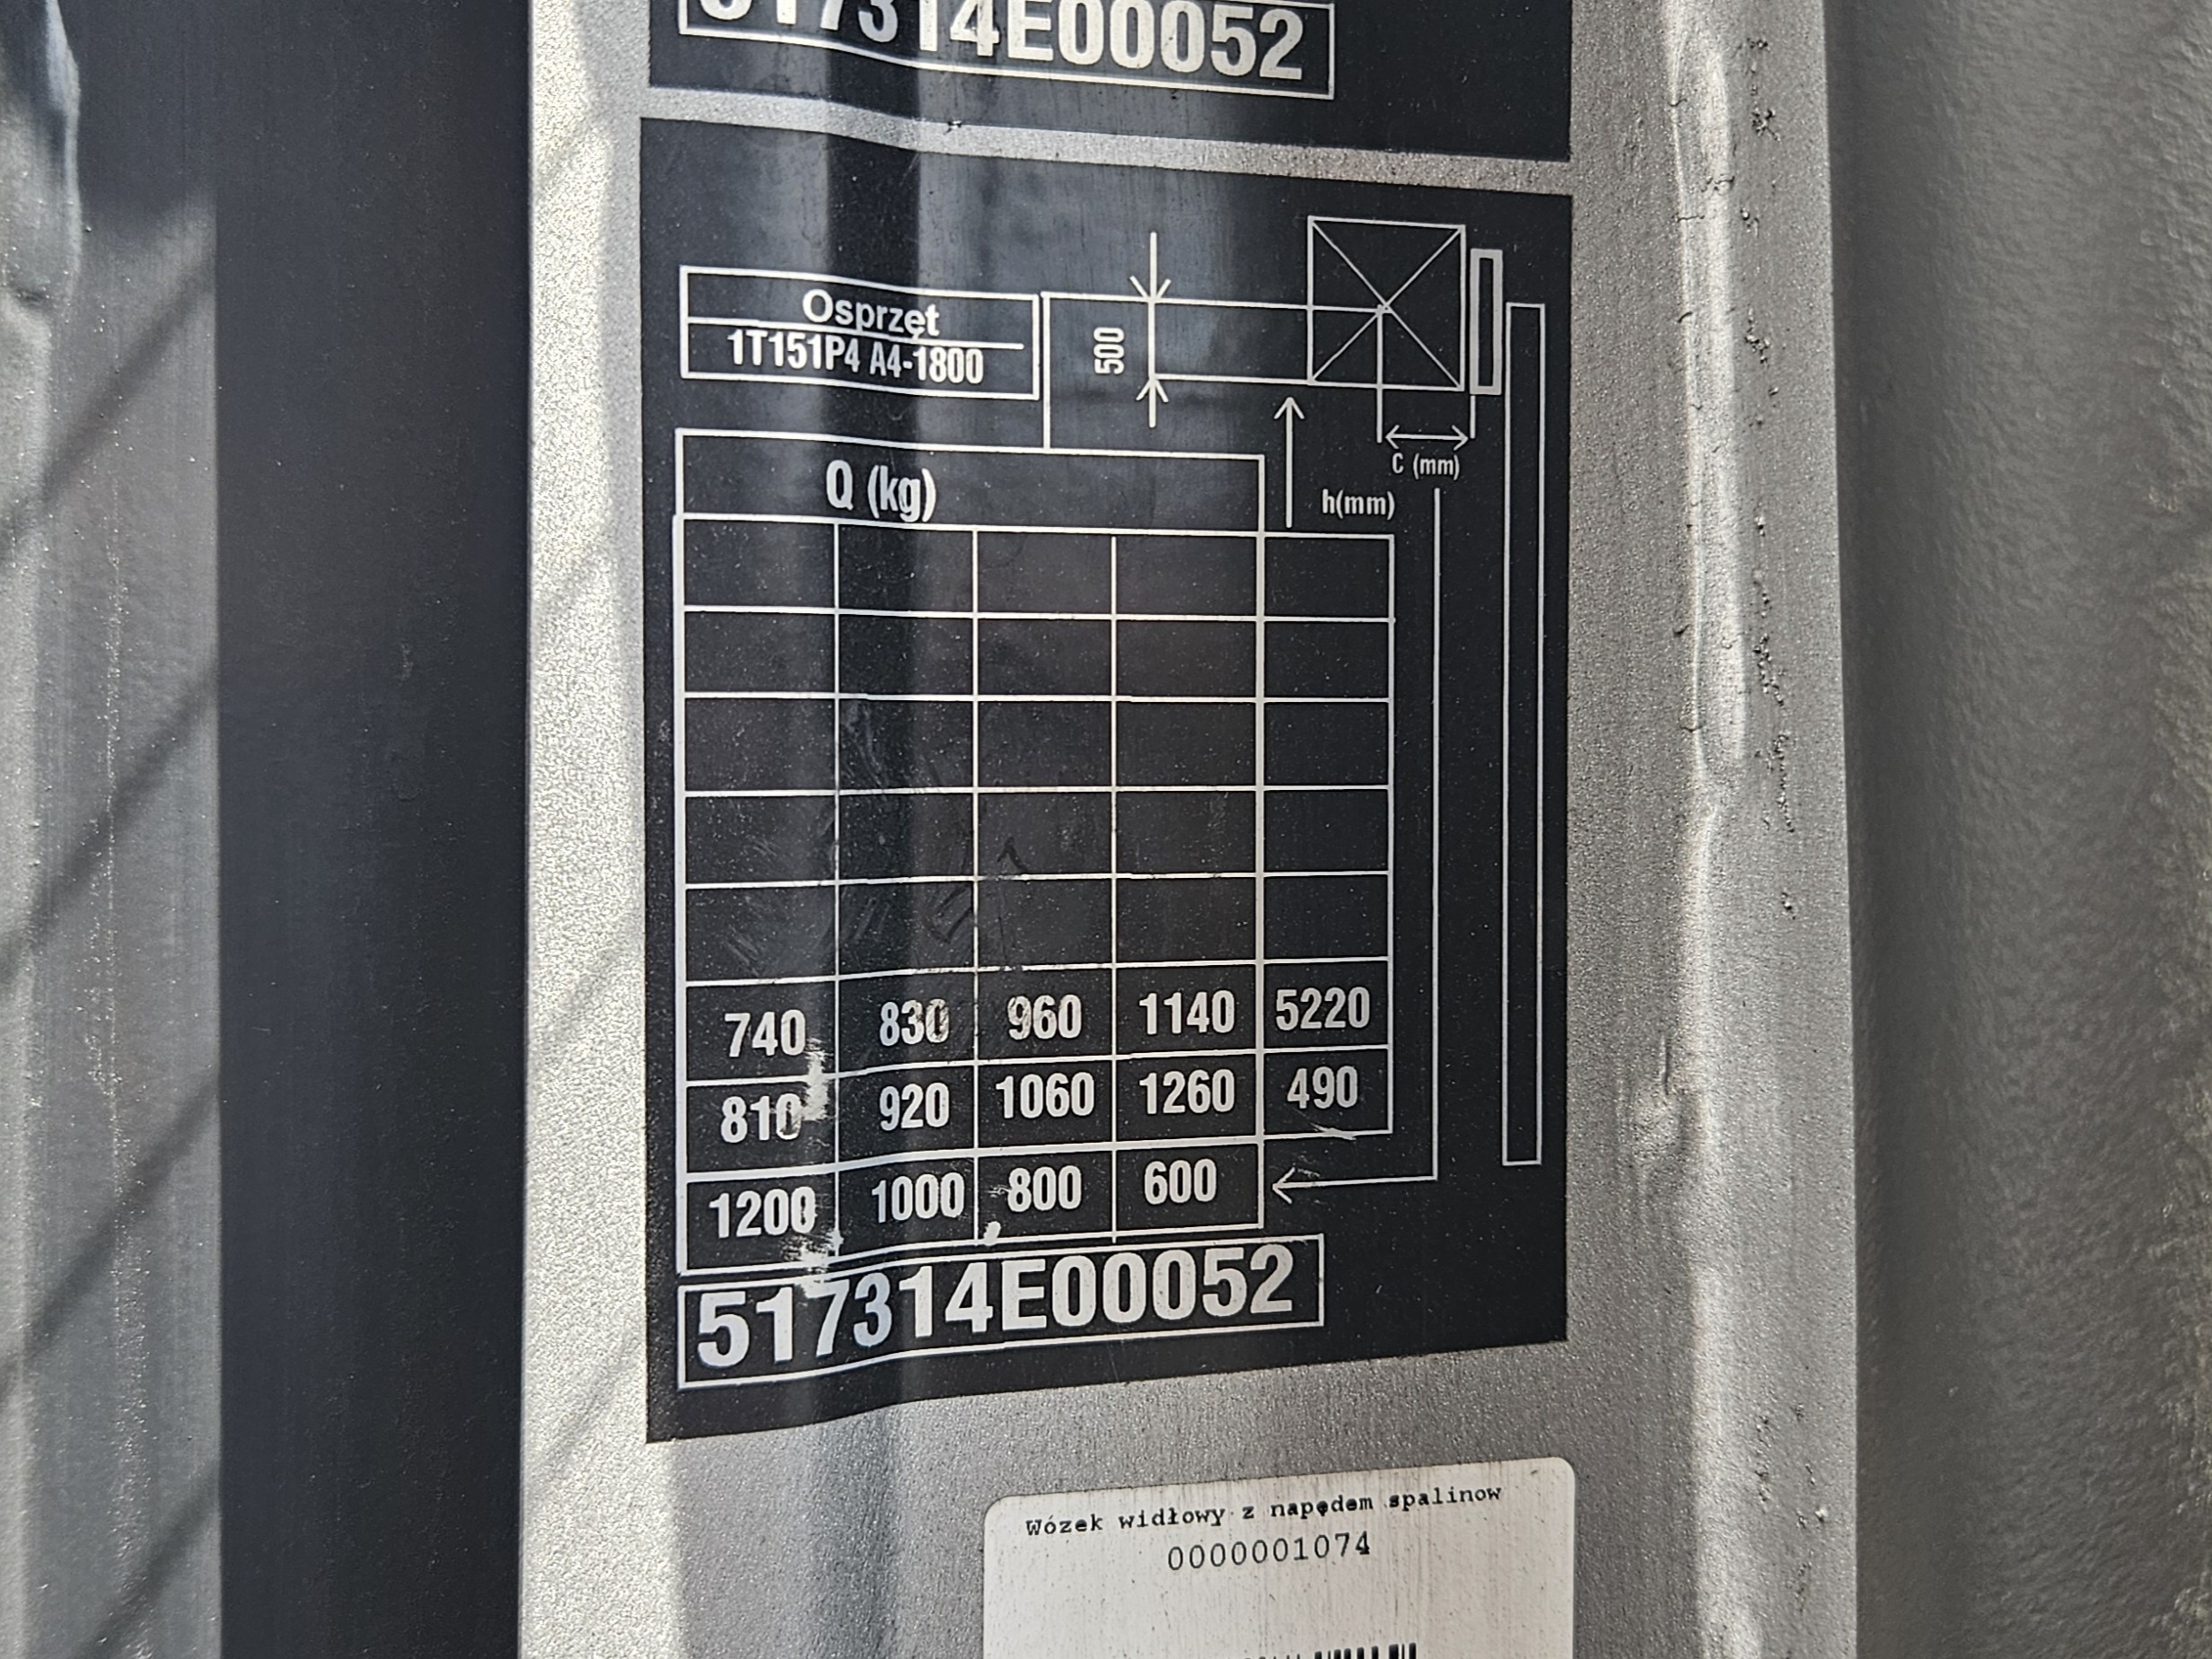 517314E00052
Osprzęt
1T151P4 A4-1800
500
C (mm)
h(mm)
Q (kg)
740 830 960 1140 5220
810 920 1060 1260 490
1200 1000 800 600
517314E00052
Wózek widłowy z napędem spalinow
0000001074